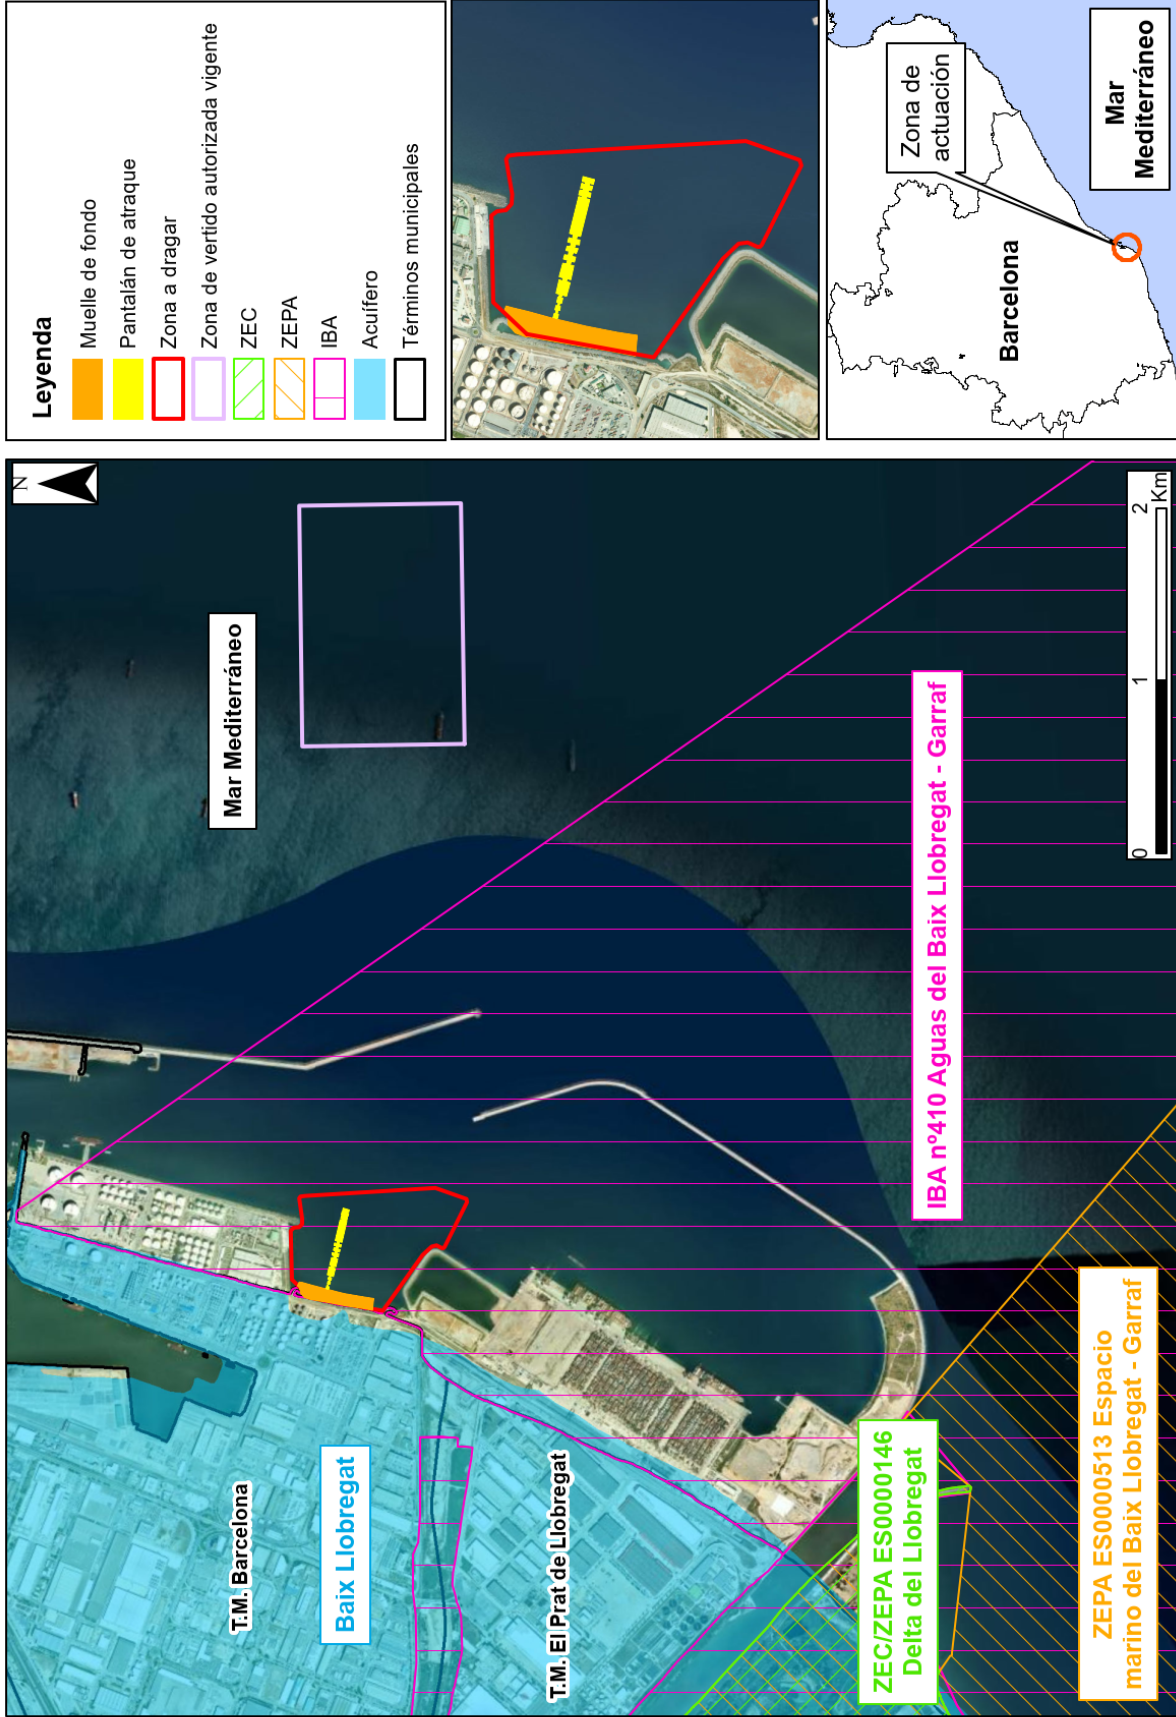 N
Mar Mediterráneo
T.M. Barcelona
Baix Llobregat
T.M. El Prat de Llobregat
ZEC/ZEPA ES0000146
Delta del Llobregat
IBA nº410 Aguas del Baix Llobregat - Garraf
ZEPA ES0000513 Espacio
marino del Baix Llobregat - Garraf
0
1
2
Km
Leyenda
Muelle de fondo
Pantalán de atraque
Zona a dragar
Zona de vertido autorizada vigente
ZEC
ZEPA
IBA
Acuífero
Términos municipales
Zona de
actuación
Barcelona
Mar
Mediterráneo